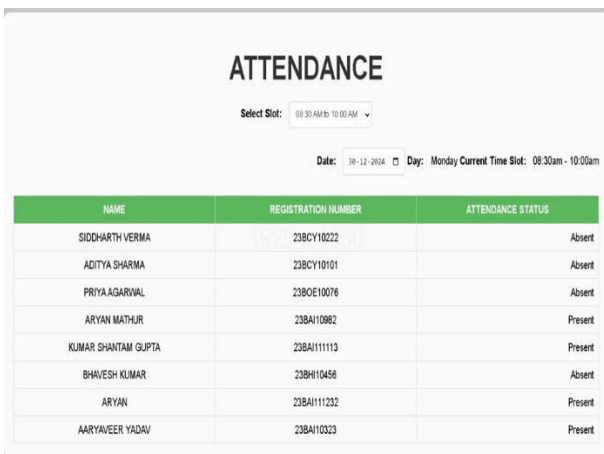 ATTENDANCE
Select Slot: 08:30 AM to 10:00 AM
Date: 30-12-2024 Day: Monday Current Time Slot: 08:30am - 10:00am
NAME REGISTRATION NUMBER ATTENDANCE STATUS
SIDDHARTH VERMA 23BCY10222 Absent
ADITYA SHARMA 23BCY10101 Absent
PRIYA AGARWAL 23BOE10076 Absent
ARYAN MATHUR 23BAI10982 Present
KUMAR SHANTAM GUPTA 23BAI111113 Present
BHAVESH KUMAR 23BHI10456 Absent
ARYAN 23BAI111232 Present
AARYAVEER YADAV 23BAI10323 Present